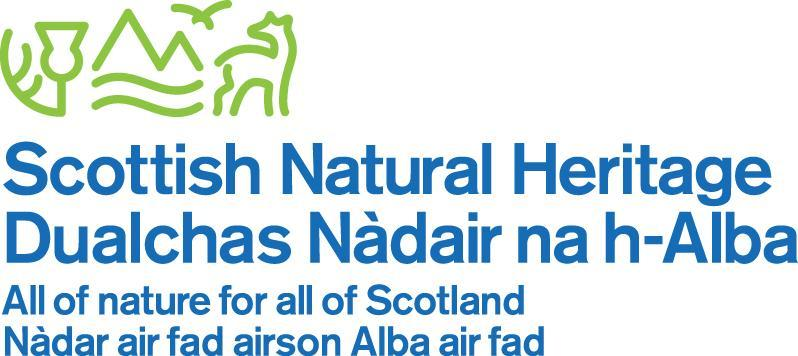 Scottish Natural Heritage
Dualchas Nàdair na h-Alba
All of nature for all of Scotland
Nàdar air fad airson Alba air fad